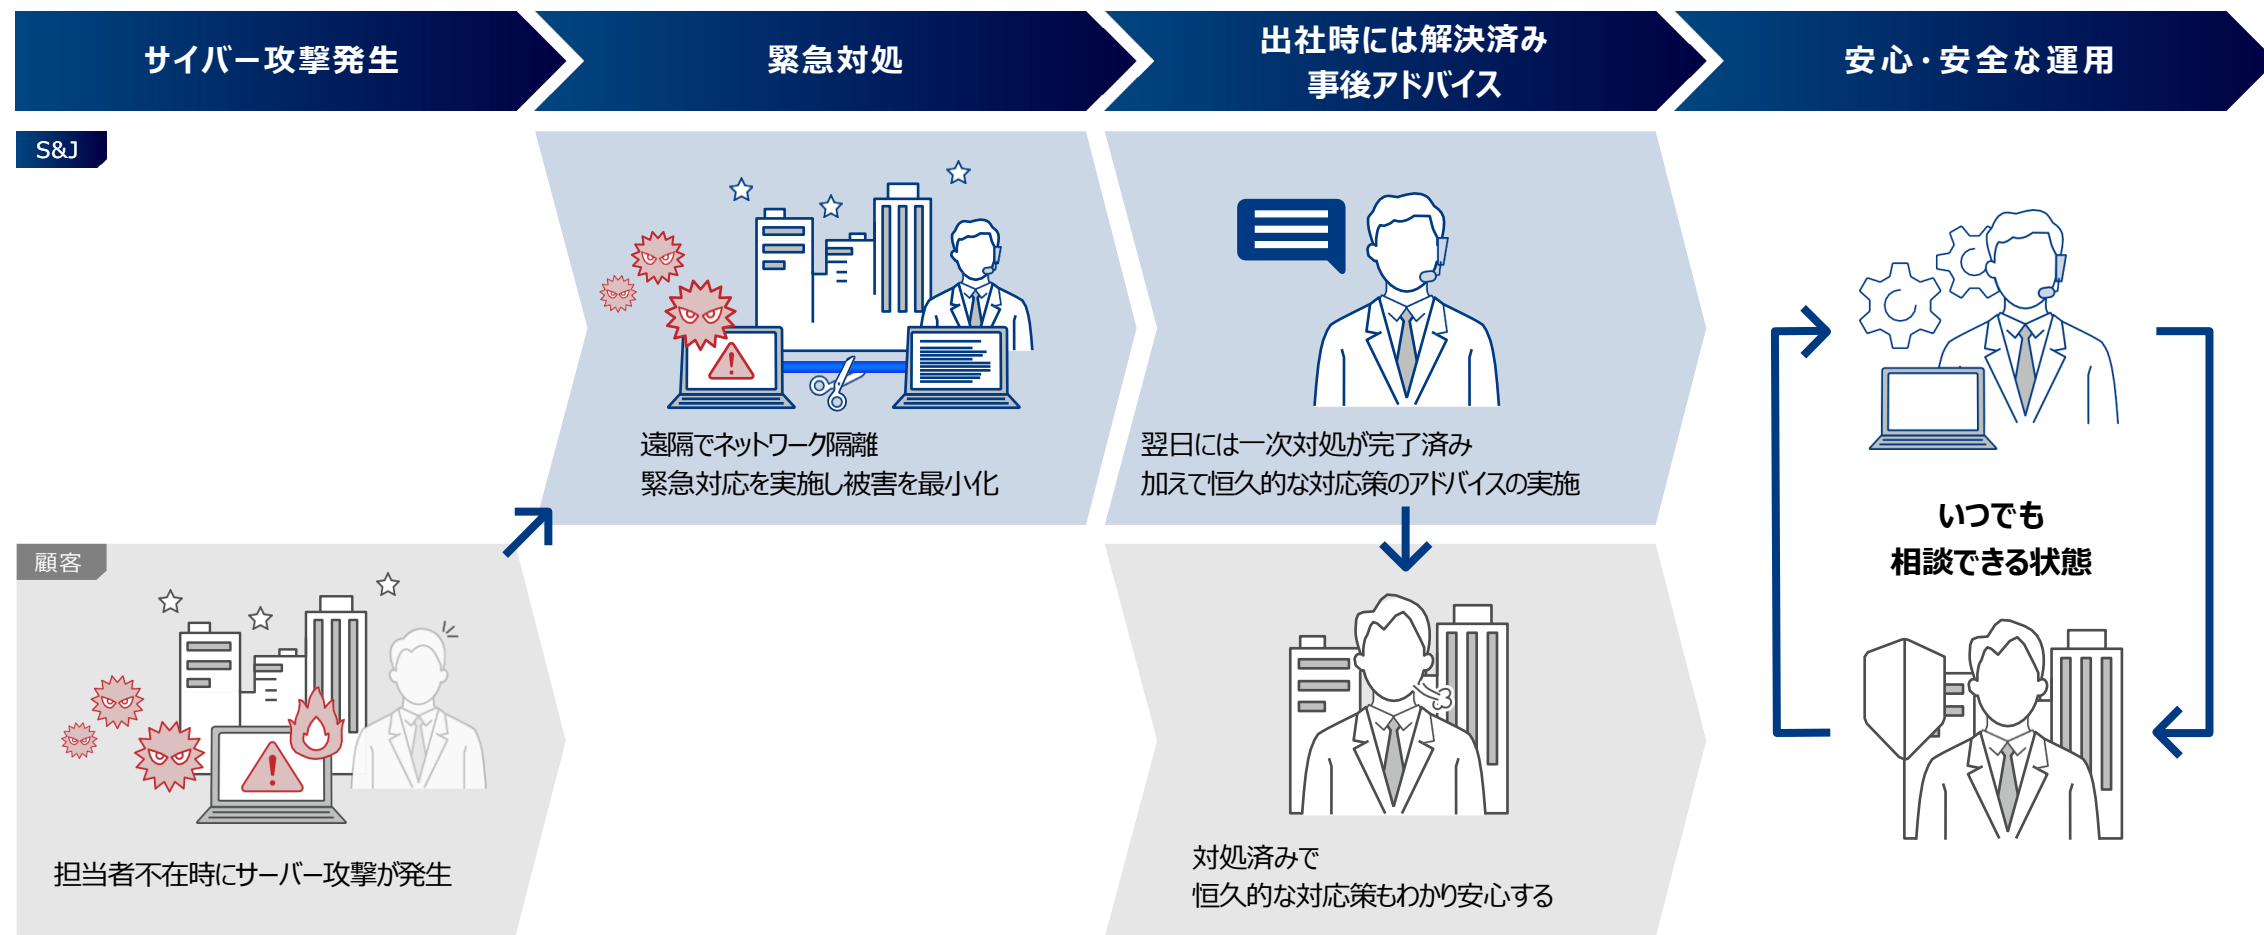 サイバー攻撃発生
緊急対処
出社時には解決済み
事後アドバイス
安心・安全な運用
S&J
遠隔でネットワーク隔離
緊急対応を実施し被害を最小化
翌日には一次対処が完了済み
加えて恒久的な対応策のアドバイスの実施
いつでも
相談できる状態
顧客
担当者不在時にサーバー攻撃が発生
対処済みで
恒久的な対応策もわかり安心する